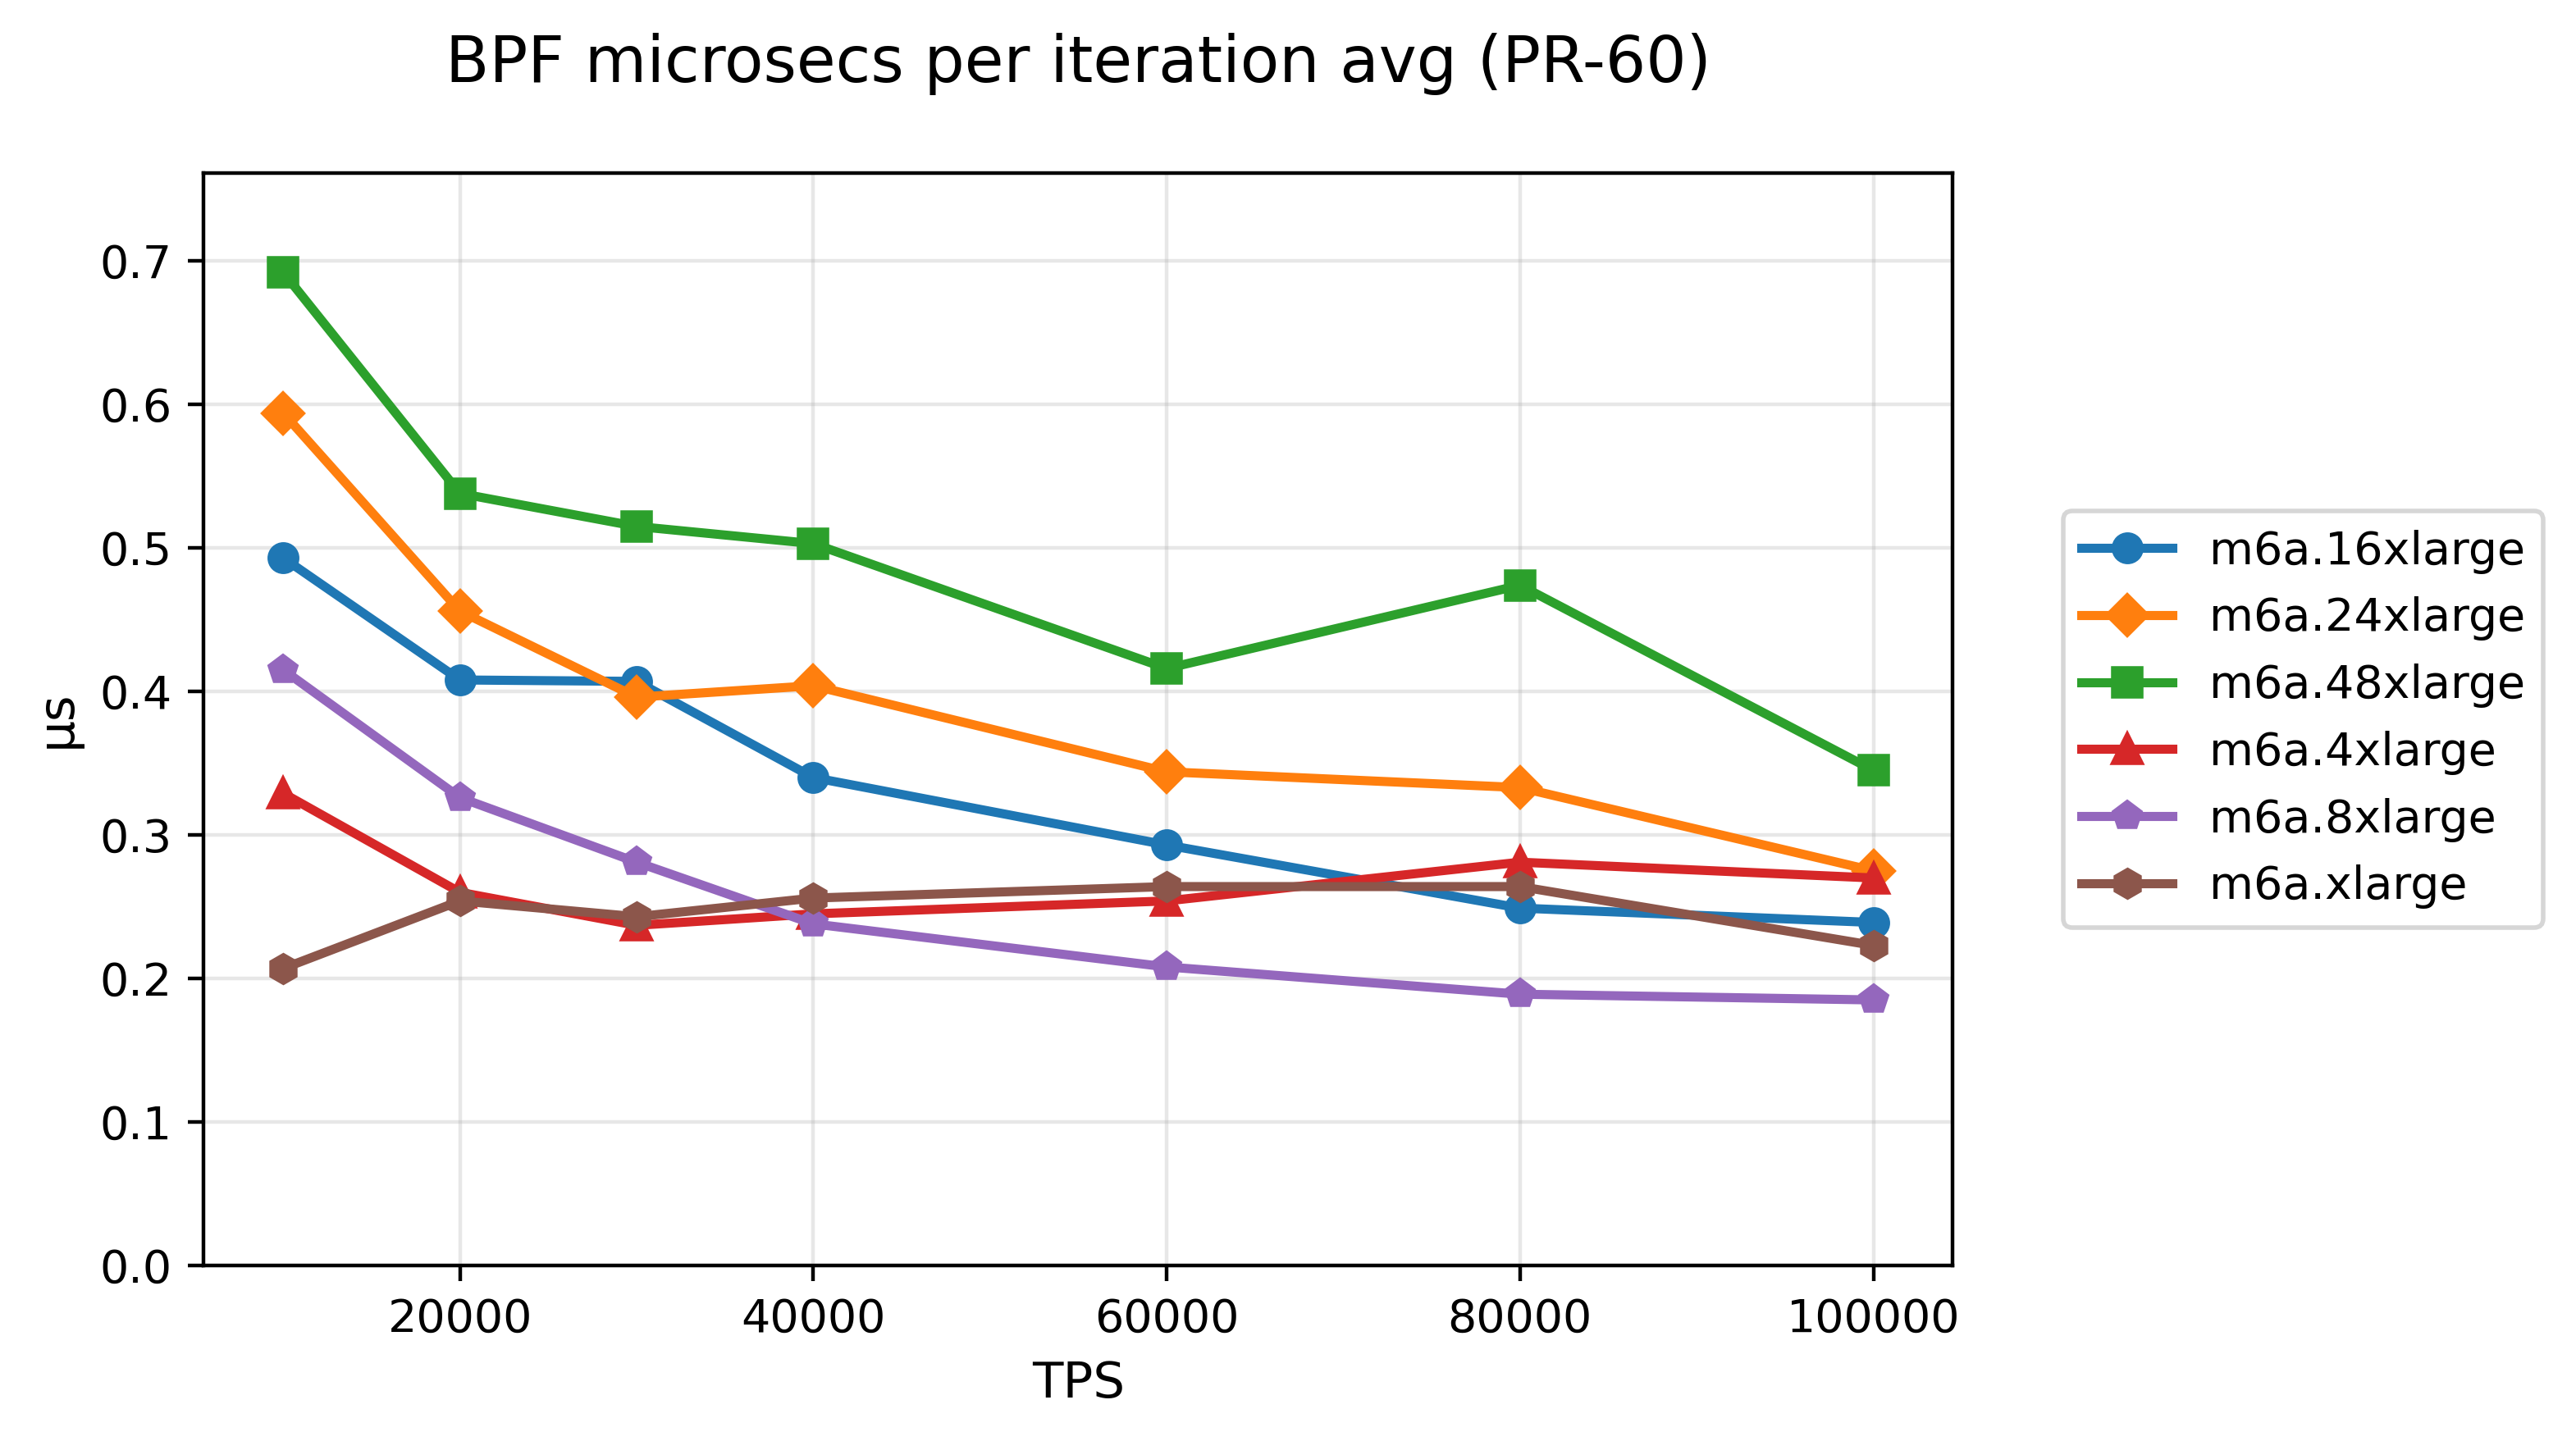 BPF microsecs per iteration avg (PR-60)
µs
0.7
0.6
0.5
0.4
0.3
0.2
0.1
0.0
20000 40000 60000 80000 100000
TPS
m6a.16xlarge
m6a.24xlarge
m6a.48xlarge
m6a.4xlarge
m6a.8xlarge
m6a.xlarge